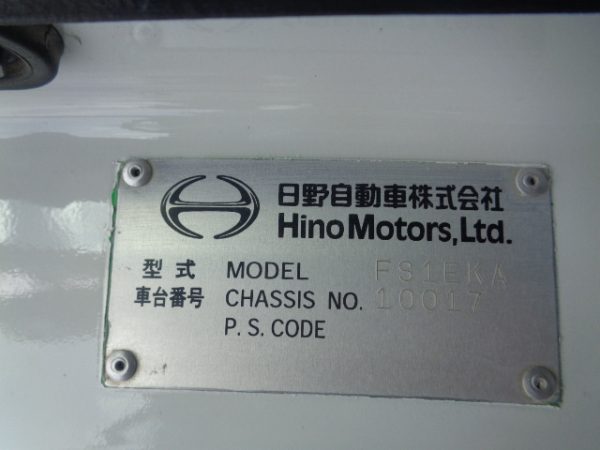 日野自動車株式会社
Hino Motors, Ltd.
型式 MODEL FS1EKA
車台番号 CHASSIS NO. 10017
P.S. CODE